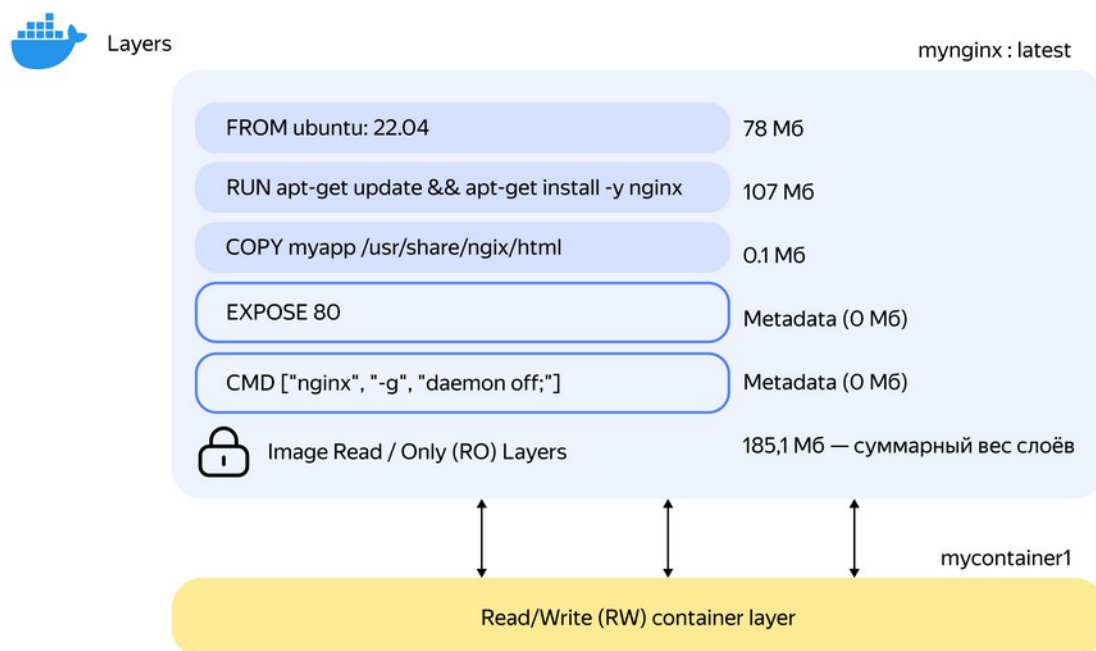 Layers
mynginx : latest
FROM ubuntu: 22.04
78 Мб
RUN apt-get update && apt-get install -y nginx
107 Мб
COPY myapp /usr/share/ngix/html
0.1 Мб
EXPOSE 80
Metadata (0 Мб)
CMD ["nginx", "-g", "daemon off;"]
Metadata (0 Мб)
Image Read / Only (RO) Layers
185,1 Мб — суммарный вес слоёв
mycontainer1
Read/Write (RW) container layer